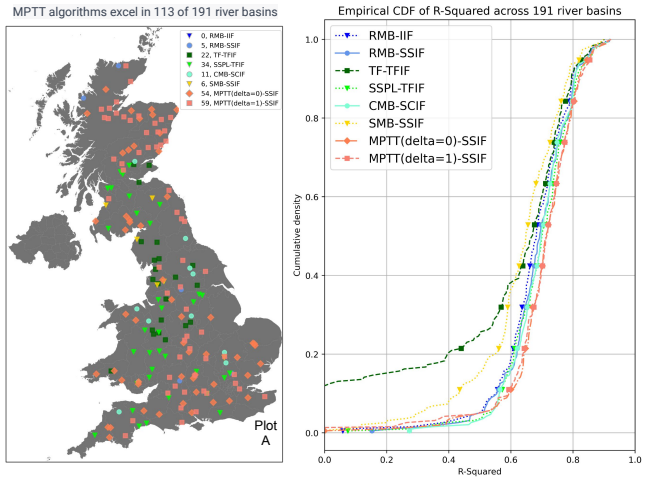 MPTT algorithms excel in 113 of 191 river basins
0, RMB-IIF
5, RMB-SSIF
22, TF-TFIF
34, SSPL-TFIF
11, CMB-SCIF
6, SMB-SSIF
54, MPTT(delta=0)-SSIF
59, MPTT(delta=1)-SSIF
Plot
A
Empirical CDF of R-Squared across 191 river basins
RMB-IIF
RMB-SSIF
TF-TFIF
SSPL-TFIF
CMB-SCIF
SMB-SSIF
MPTT(delta=0)-SSIF
MPTT(delta=1)-SSIF
Cumulative density
1.0
0.8
0.6
0.4
0.2
0.0
0.0 0.2 0.4 0.6 0.8 1.0
R-Squared